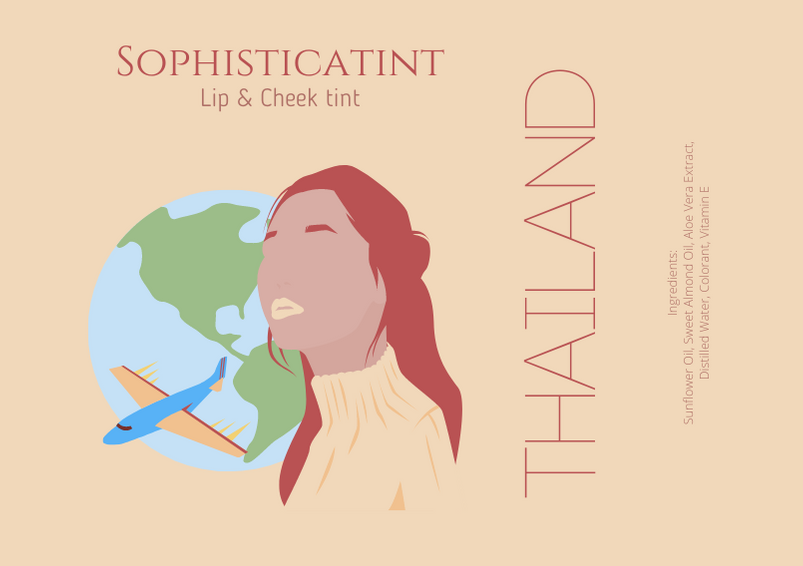 Sophisticatint
Lip & Cheek tint
THAILAND
Ingredients:
Sunflower Oil, Sweet Almond Oil, Aloe Vera Extract,
Distilled Water, Colorant, Vitamin E